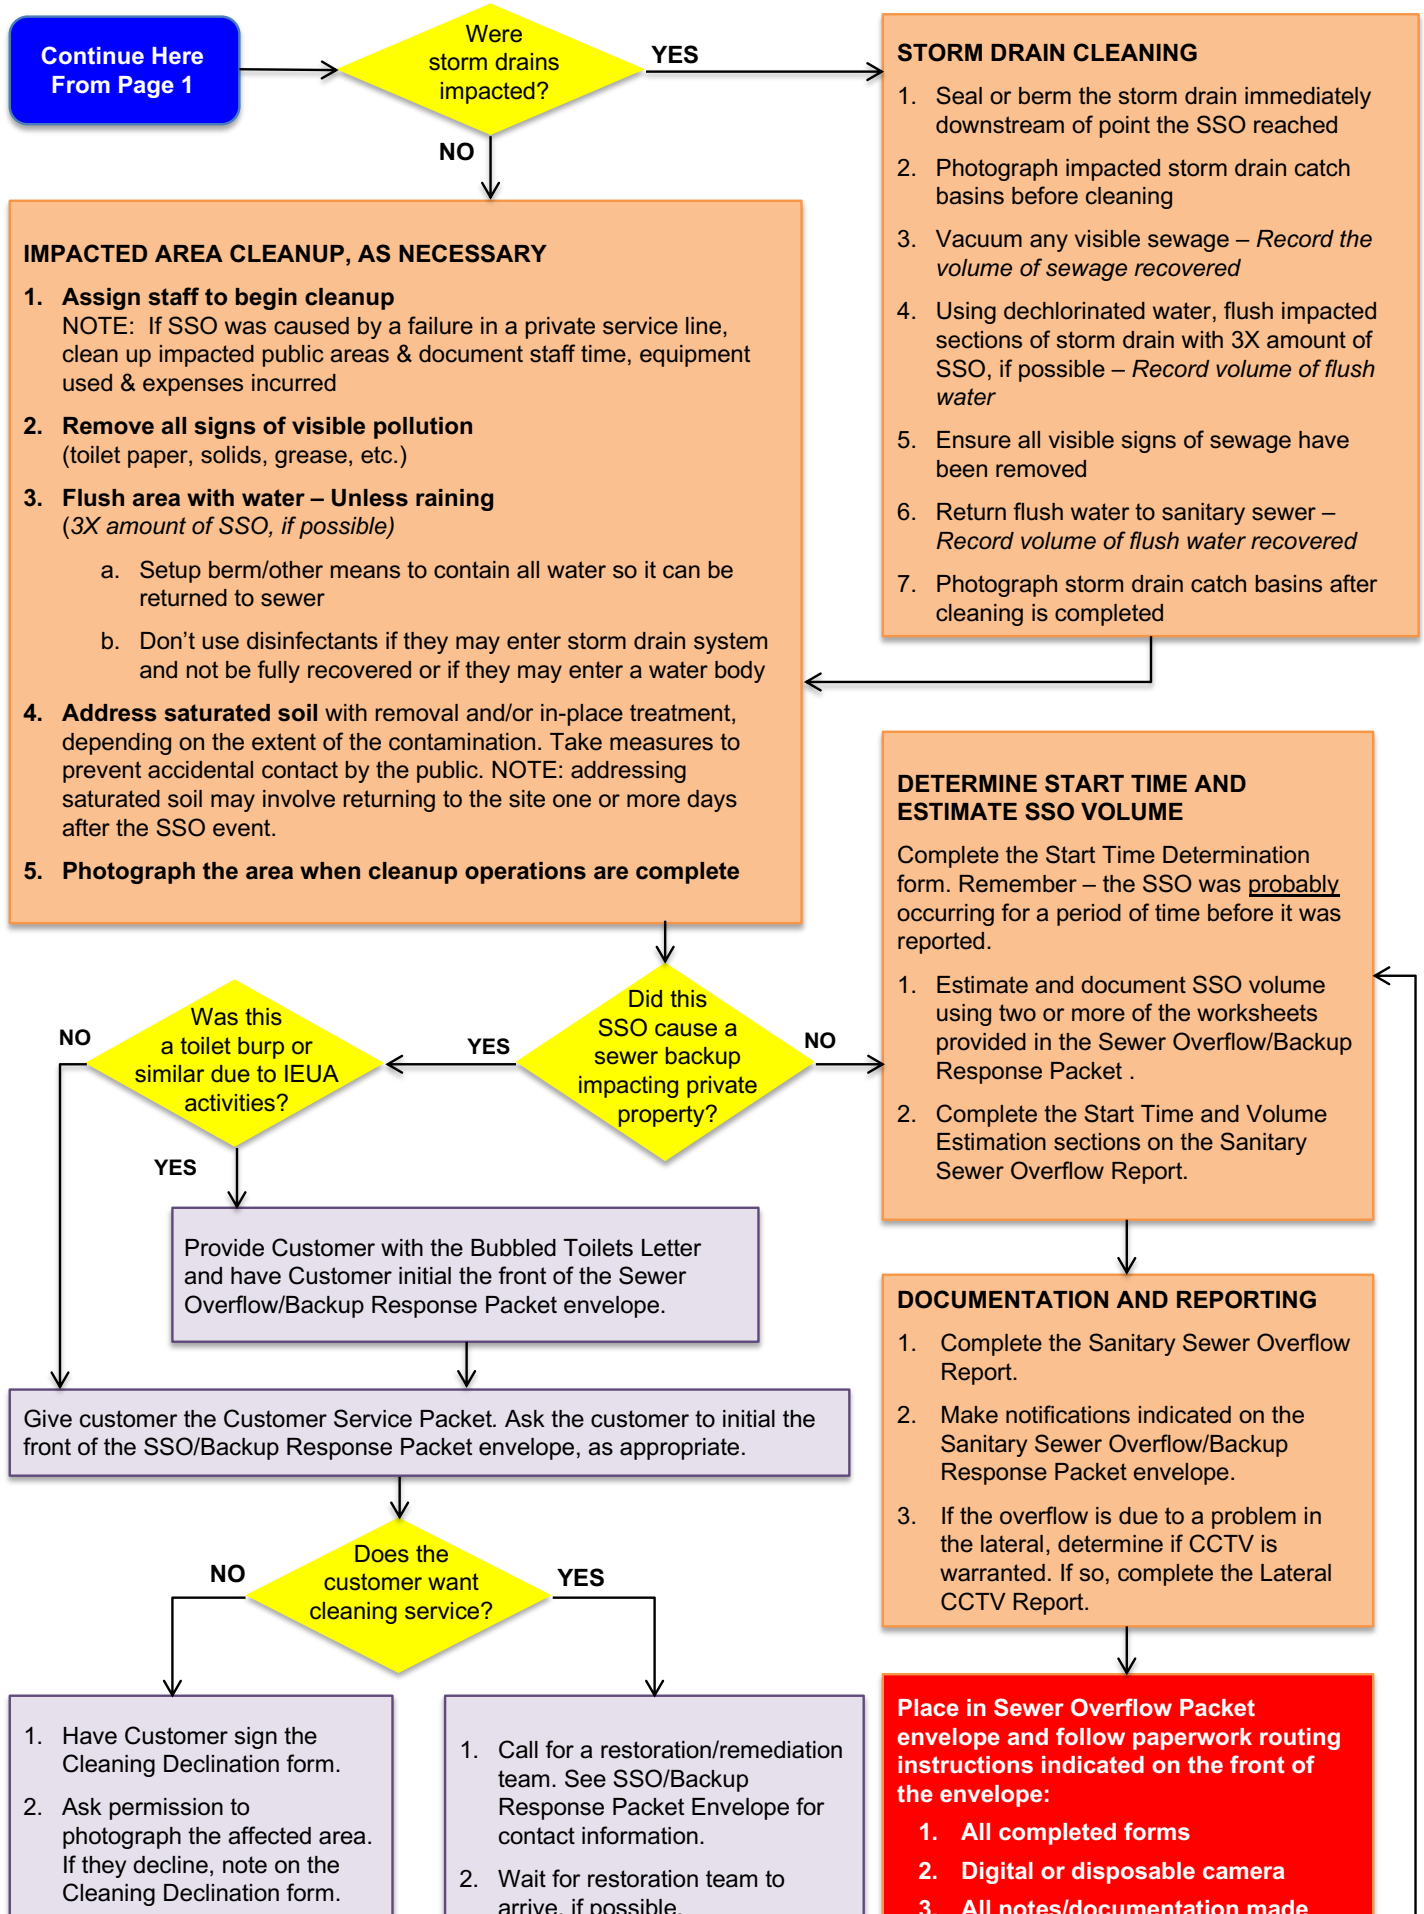 Continue Here
From Page 1
Were
storm drains
impacted?
YES
NO
STORM DRAIN CLEANING
1. Seal or berm the storm drain immediately
downstream of point the SSO reached
2. Photograph impacted storm drain catch
basins before cleaning
3. Vacuum any visible sewage – Record the
volume of sewage recovered
4. Using dechlorinated water, flush impacted
sections of storm drain with 3X amount of
SSO, if possible – Record volume of flush
water
5. Ensure all visible signs of sewage have
been removed
6. Return flush water to sanitary sewer –
Record volume of flush water recovered
7. Photograph storm drain catch basins after
cleaning is completed
IMPACTED AREA CLEANUP, AS NECESSARY
1. Assign staff to begin cleanup
NOTE: If SSO was caused by a failure in a private service line,
clean up impacted public areas & document staff time, equipment
used & expenses incurred
2. Remove all signs of visible pollution
(toilet paper, solids, grease, etc.)
3. Flush area with water – Unless raining
(3X amount of SSO, if possible)
a. Setup berm/other means to contain all water so it can be
returned to sewer
b. Don't use disinfectants if they may enter storm drain system
and not be fully recovered or if they may enter a water body
4. Address saturated soil with removal and/or in-place treatment,
depending on the extent of the contamination. Take measures to
prevent accidental contact by the public. NOTE: addressing
saturated soil may involve returning to the site one or more days
after the SSO event.
5. Photograph the area when cleanup operations are complete
Did this
SSO cause a
sewer backup
impacting private
property?
YES
NO
Was this
a toilet burp or
similar due to IEUA
activities?
NO
YES
Provide Customer with the Bubbled Toilets Letter
and have Customer initial the front of the Sewer
Overflow/Backup Response Packet envelope.
Give customer the Customer Service Packet. Ask the customer to initial the
front of the SSO/Backup Response Packet envelope, as appropriate.
Does the
customer want
cleaning service?
NO
YES
1. Have Customer sign the
Cleaning Declination form.
2. Ask permission to
photograph the affected area.
If they decline, note on the
Cleaning Declination form.
1. Call for a restoration/remediation
team. See SSO/Backup
Response Packet Envelope for
contact information.
2. Wait for restoration team to
arrive, if possible.
DETERMINE START TIME AND
ESTIMATE SSO VOLUME
Complete the Start Time Determination
form. Remember – the SSO was probably
occurring for a period of time before it was
reported.
1. Estimate and document SSO volume
using two or more of the worksheets
provided in the Sewer Overflow/Backup
Response Packet .
2. Complete the Start Time and Volume
Estimation sections on the Sanitary
Sewer Overflow Report.
DOCUMENTATION AND REPORTING
1. Complete the Sanitary Sewer Overflow
Report.
2. Make notifications indicated on the
Sanitary Sewer Overflow/Backup
Response Packet envelope.
3. If the overflow is due to a problem in
the lateral, determine if CCTV is
warranted. If so, complete the Lateral
CCTV Report.
Place in Sewer Overflow Packet
envelope and follow paperwork routing
instructions indicated on the front of
the envelope:
1. All completed forms
2. Digital or disposable camera
3. All notes/documentation made